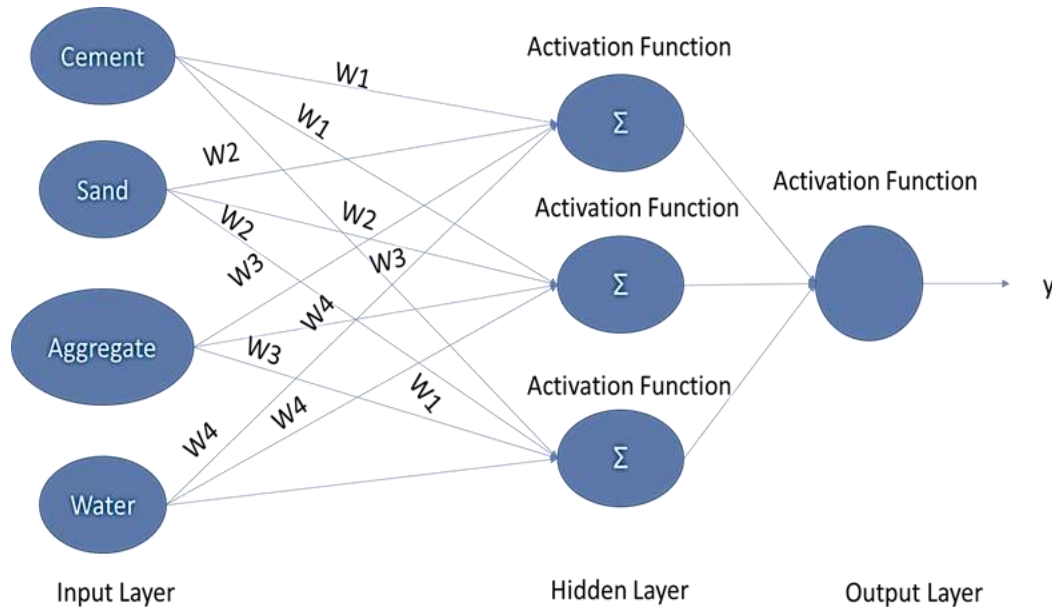 Activation Function
Cement
W1
Σ
W1
W2
Sand
Activation Function
Activation Function
W2
W2
W3
W3
Σ
y
W4
Aggregate
W3
Activation Function
W1
W4
W4
Σ
Water
Input Layer
Hidden Layer
Output Layer